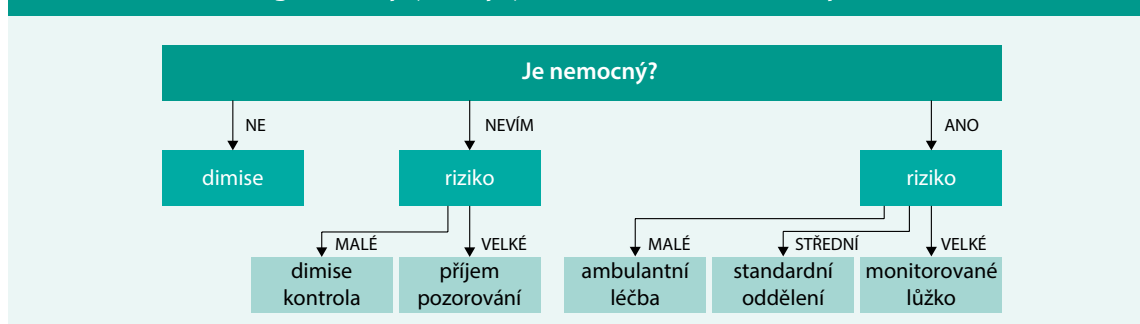 Je nemocný?
NE
NEVÍM
ANO
dimise
riziko
riziko
MALÉ
VELKÉ
MALÉ
STŘEDNÍ
VELKÉ
dimise
kontrola
příjem
pozorování
ambulantní
léčba
standardní
oddělení
monitorované
lůžko